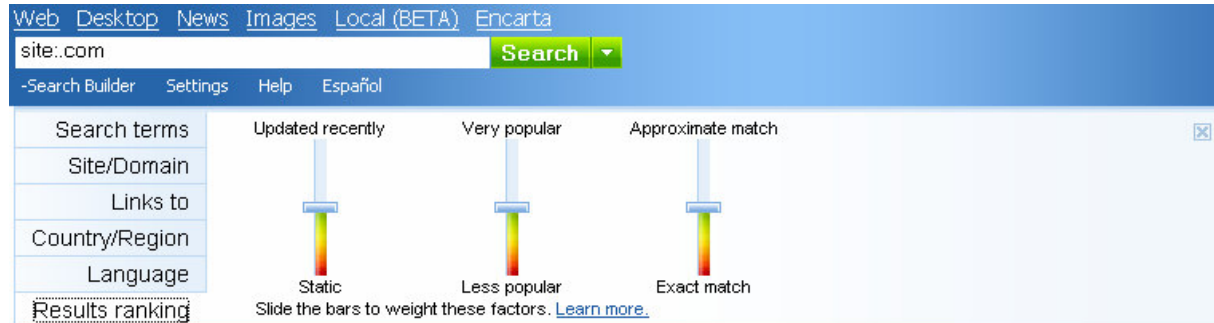 Web Desktop News Images Local (BETA) Encarta
site:.com Search
-Search Builder Settings Help Español
Search terms
Site/Domain
Links to
Country/Region
Language
Results ranking
Updated recently Very popular Approximate match
Static Less popular Exact match
Slide the bars to weight these factors. Learn more.